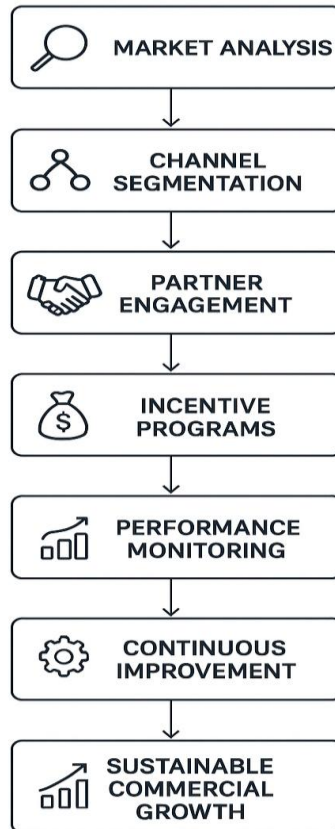 MARKET ANALYSIS
CHANNEL
SEGMENTATION
PARTNER
ENGAGEMENT
$
INCENTIVE
PROGRAMS
PERFORMANCE
MONITORING
CONTINUOUS
IMPROVEMENT
SUSTAINABLE
COMMERCIAL
GROWTH